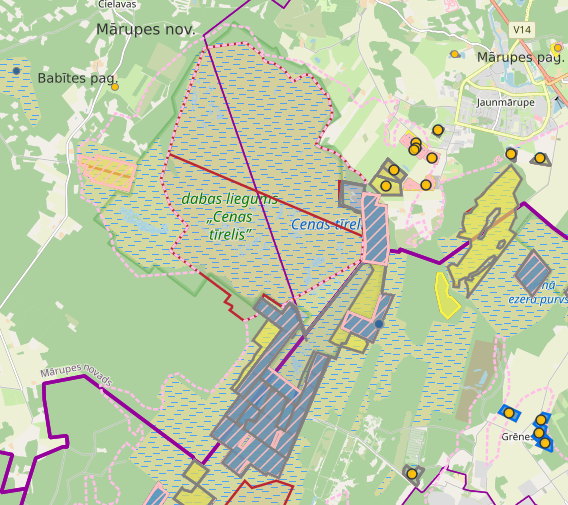 Cielavas
Mārupes nov.
V14
Mārupes pag.
Babītes pag.
Jaunmārupe
dabas liegums
„Cenas
tīrelis”
Cenas tīrel
ezera purvs
Mārupes novads
Grēnes